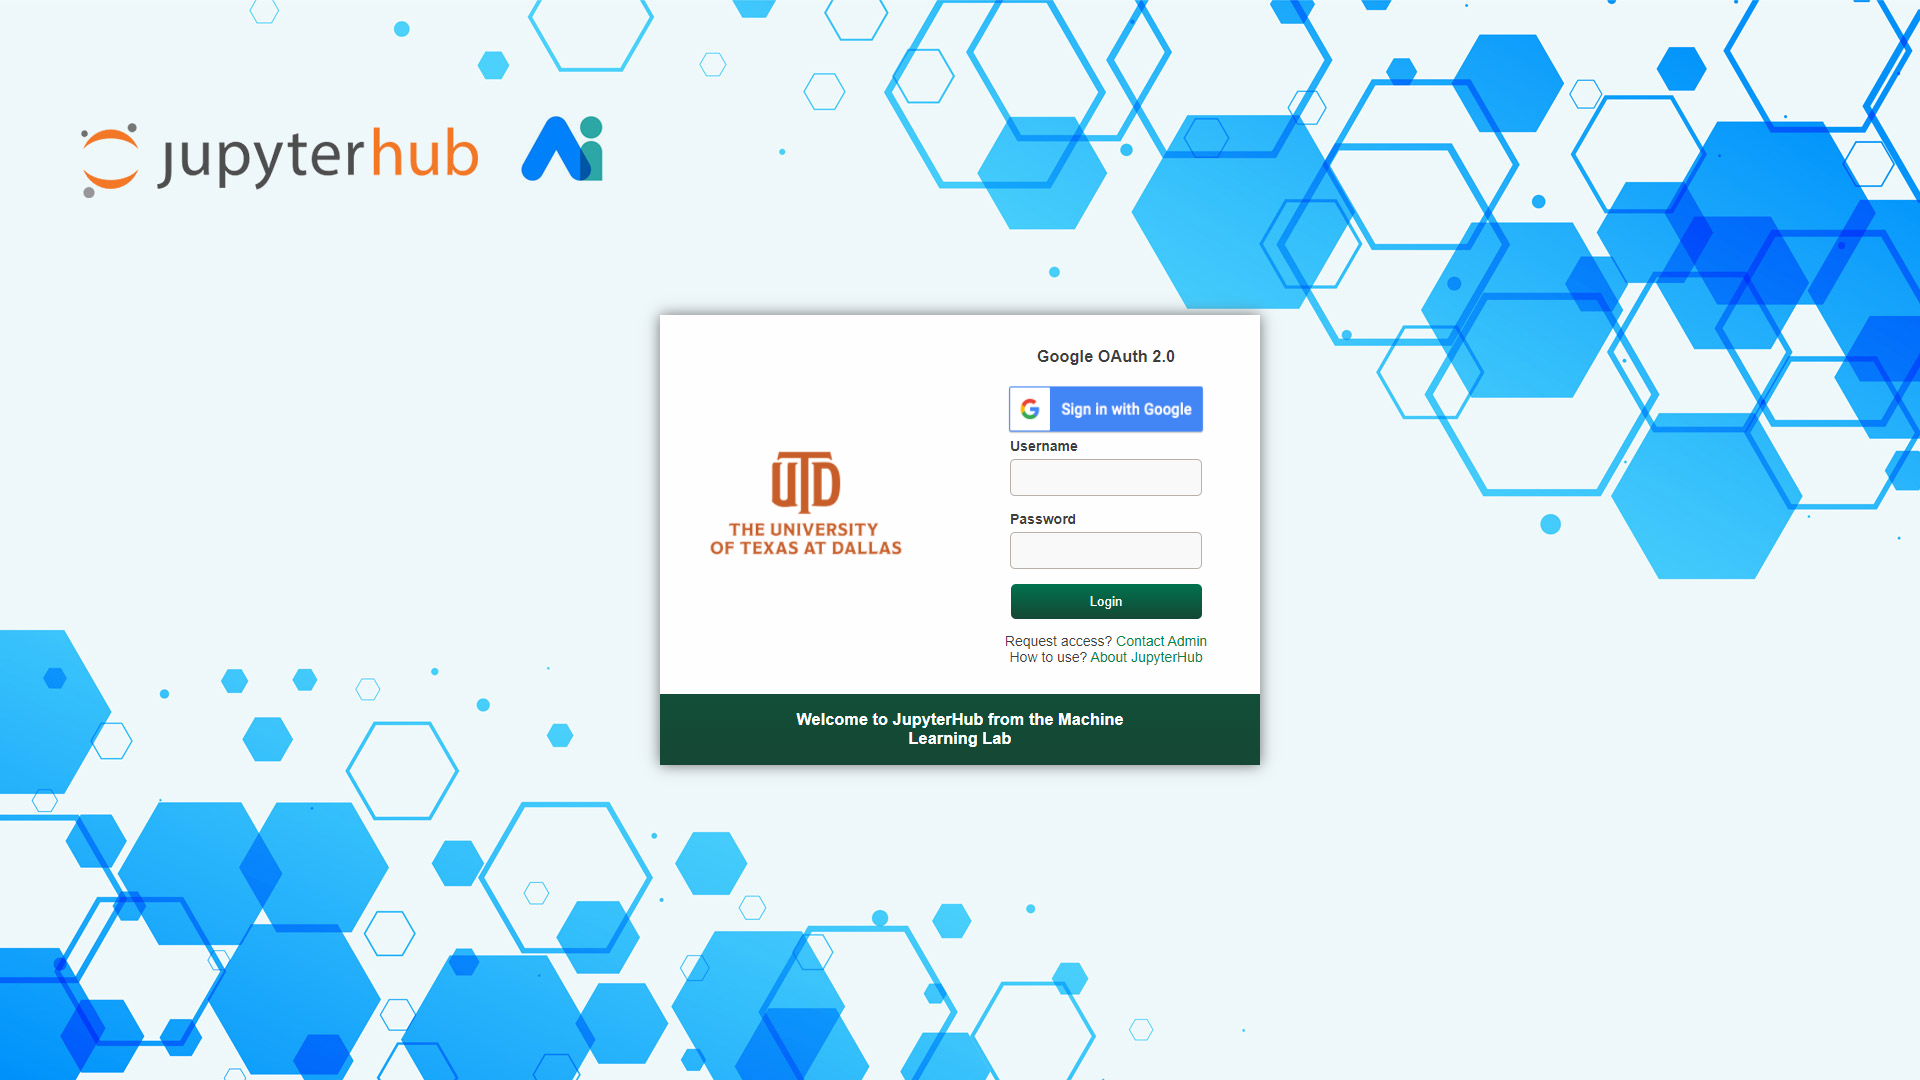 jupyterhub
Ai
Google OAuth 2.0
Sign in with Google
Username
Password
Login
Request access? Contact Admin
How to use? About JupyterHub
UTD
THE UNIVERSITY
OF TEXAS AT DALLAS
Welcome to JupyterHub from the Machine
Learning Lab